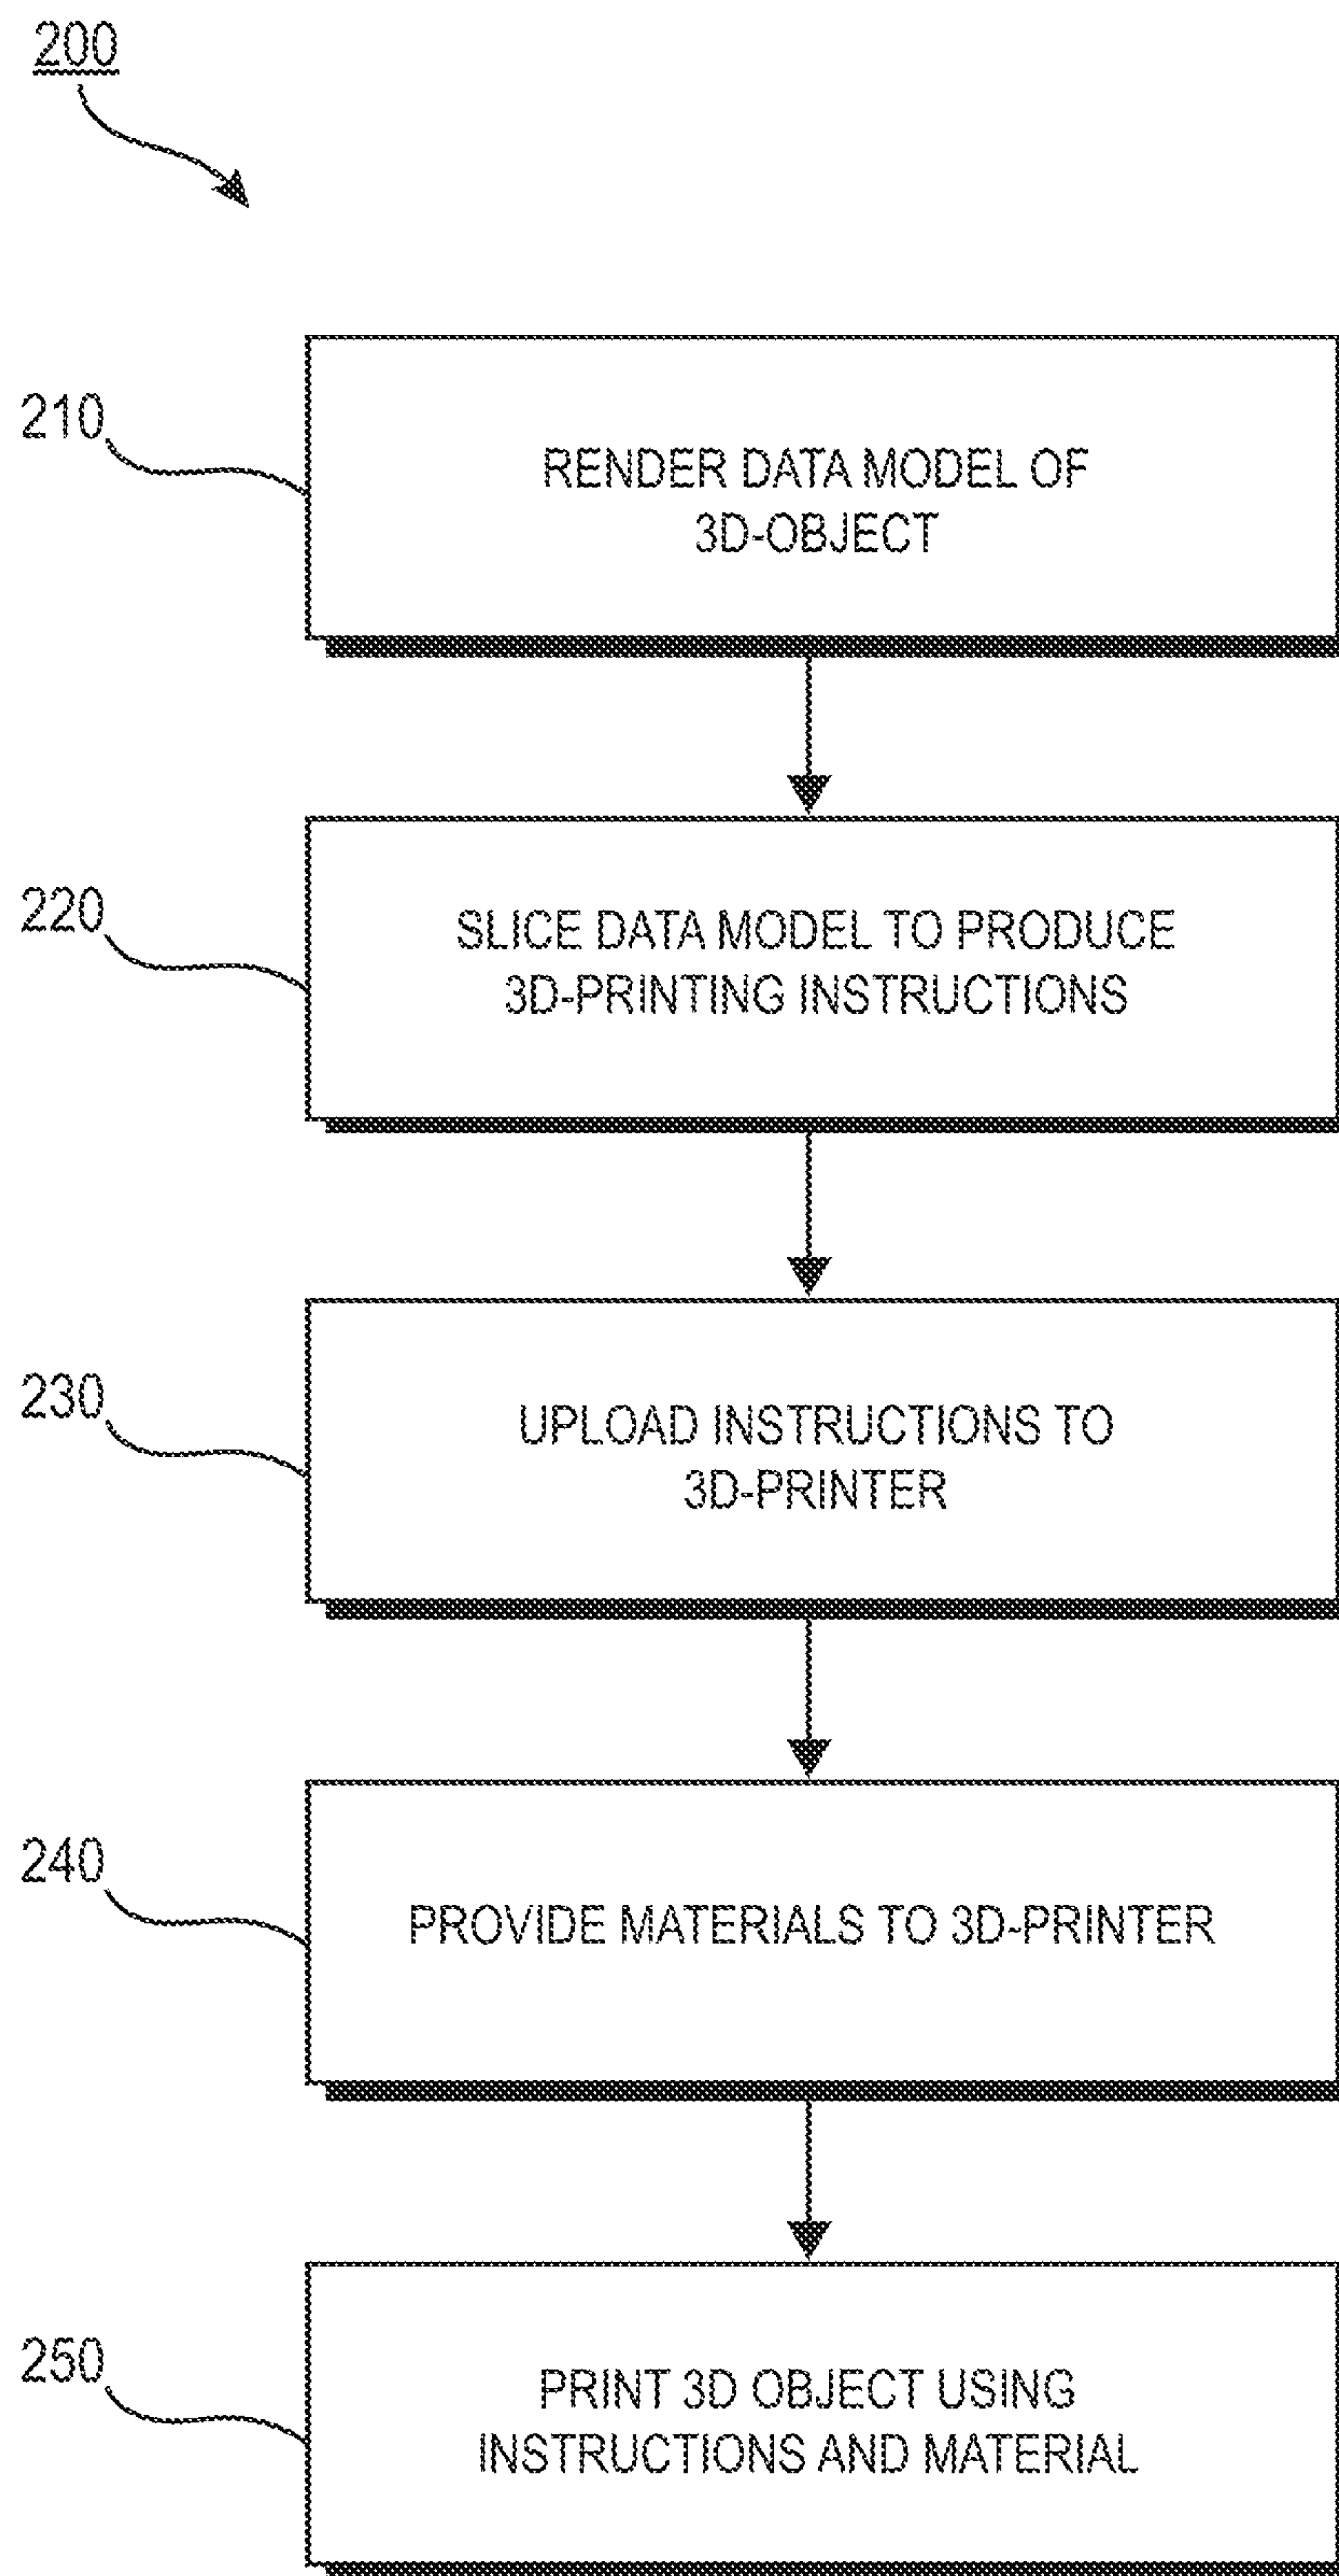 200
210
RENDER DATA MODEL OF
3D-OBJECT
220
SLICE DATA MODEL TO PRODUCE
3D-PRINTING INSTRUCTIONS
230
UPLOAD INSTRUCTIONS TO
3D-PRINTER
240
PROVIDE MATERIALS TO 3D-PRINTER
250
PRINT 3D OBJECT USING
INSTRUCTIONS AND MATERIAL